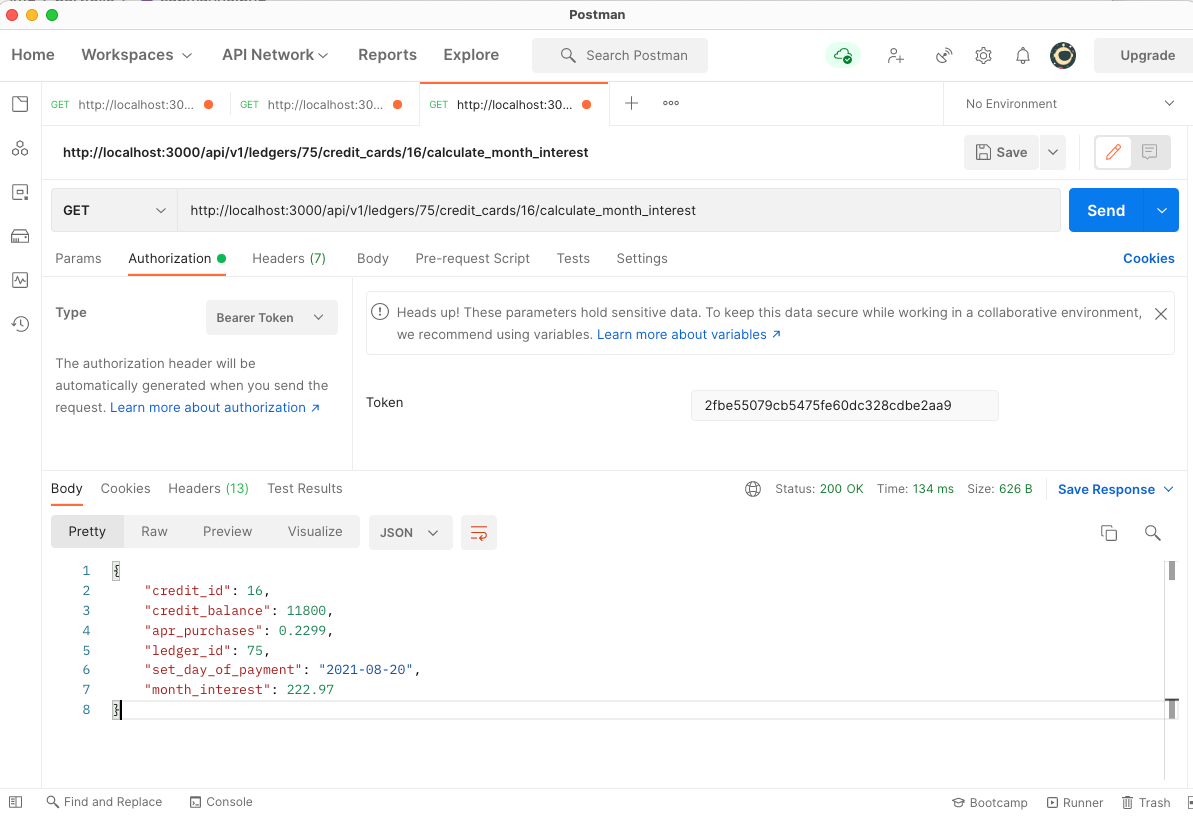 Postman
Home Workspaces API Network Reports Explore Search Postman Upgrade
GET http://localhost:30... GET http://localhost:30... GET http://localhost:30... No Environment
http://localhost:3000/api/v1/ledgers/75/credit_cards/16/calculate_month_interest Save
GET http://localhost:3000/api/v1/ledgers/75/credit_cards/16/calculate_month_interest Send
Params Authorization Headers (7) Body Pre-request Script Tests Settings Cookies
Type Bearer Token
The authorization header will be
automatically generated when you send the
request. Learn more about authorization ↗
Heads up! These parameters hold sensitive data. To keep this data secure while working in a collaborative environment,
we recommend using variables. Learn more about variables ↗
Token 2fbe55079cb5475fe60dc328cdbe2aa9
Body Cookies Headers (13) Test Results Status: 200 OK Time: 134 ms Size: 626 B Save Response
Pretty Raw Preview Visualize JSON
1 {
2 "credit_id": 16,
3 "credit_balance": 11800,
4 "apr_purchases": 0.2299,
5 "ledger_id": 75,
6 "set_day_of_payment": "2021-08-20",
7 "month_interest": 222.97
8 }
Find and Replace Console Bootcamp Runner Trash